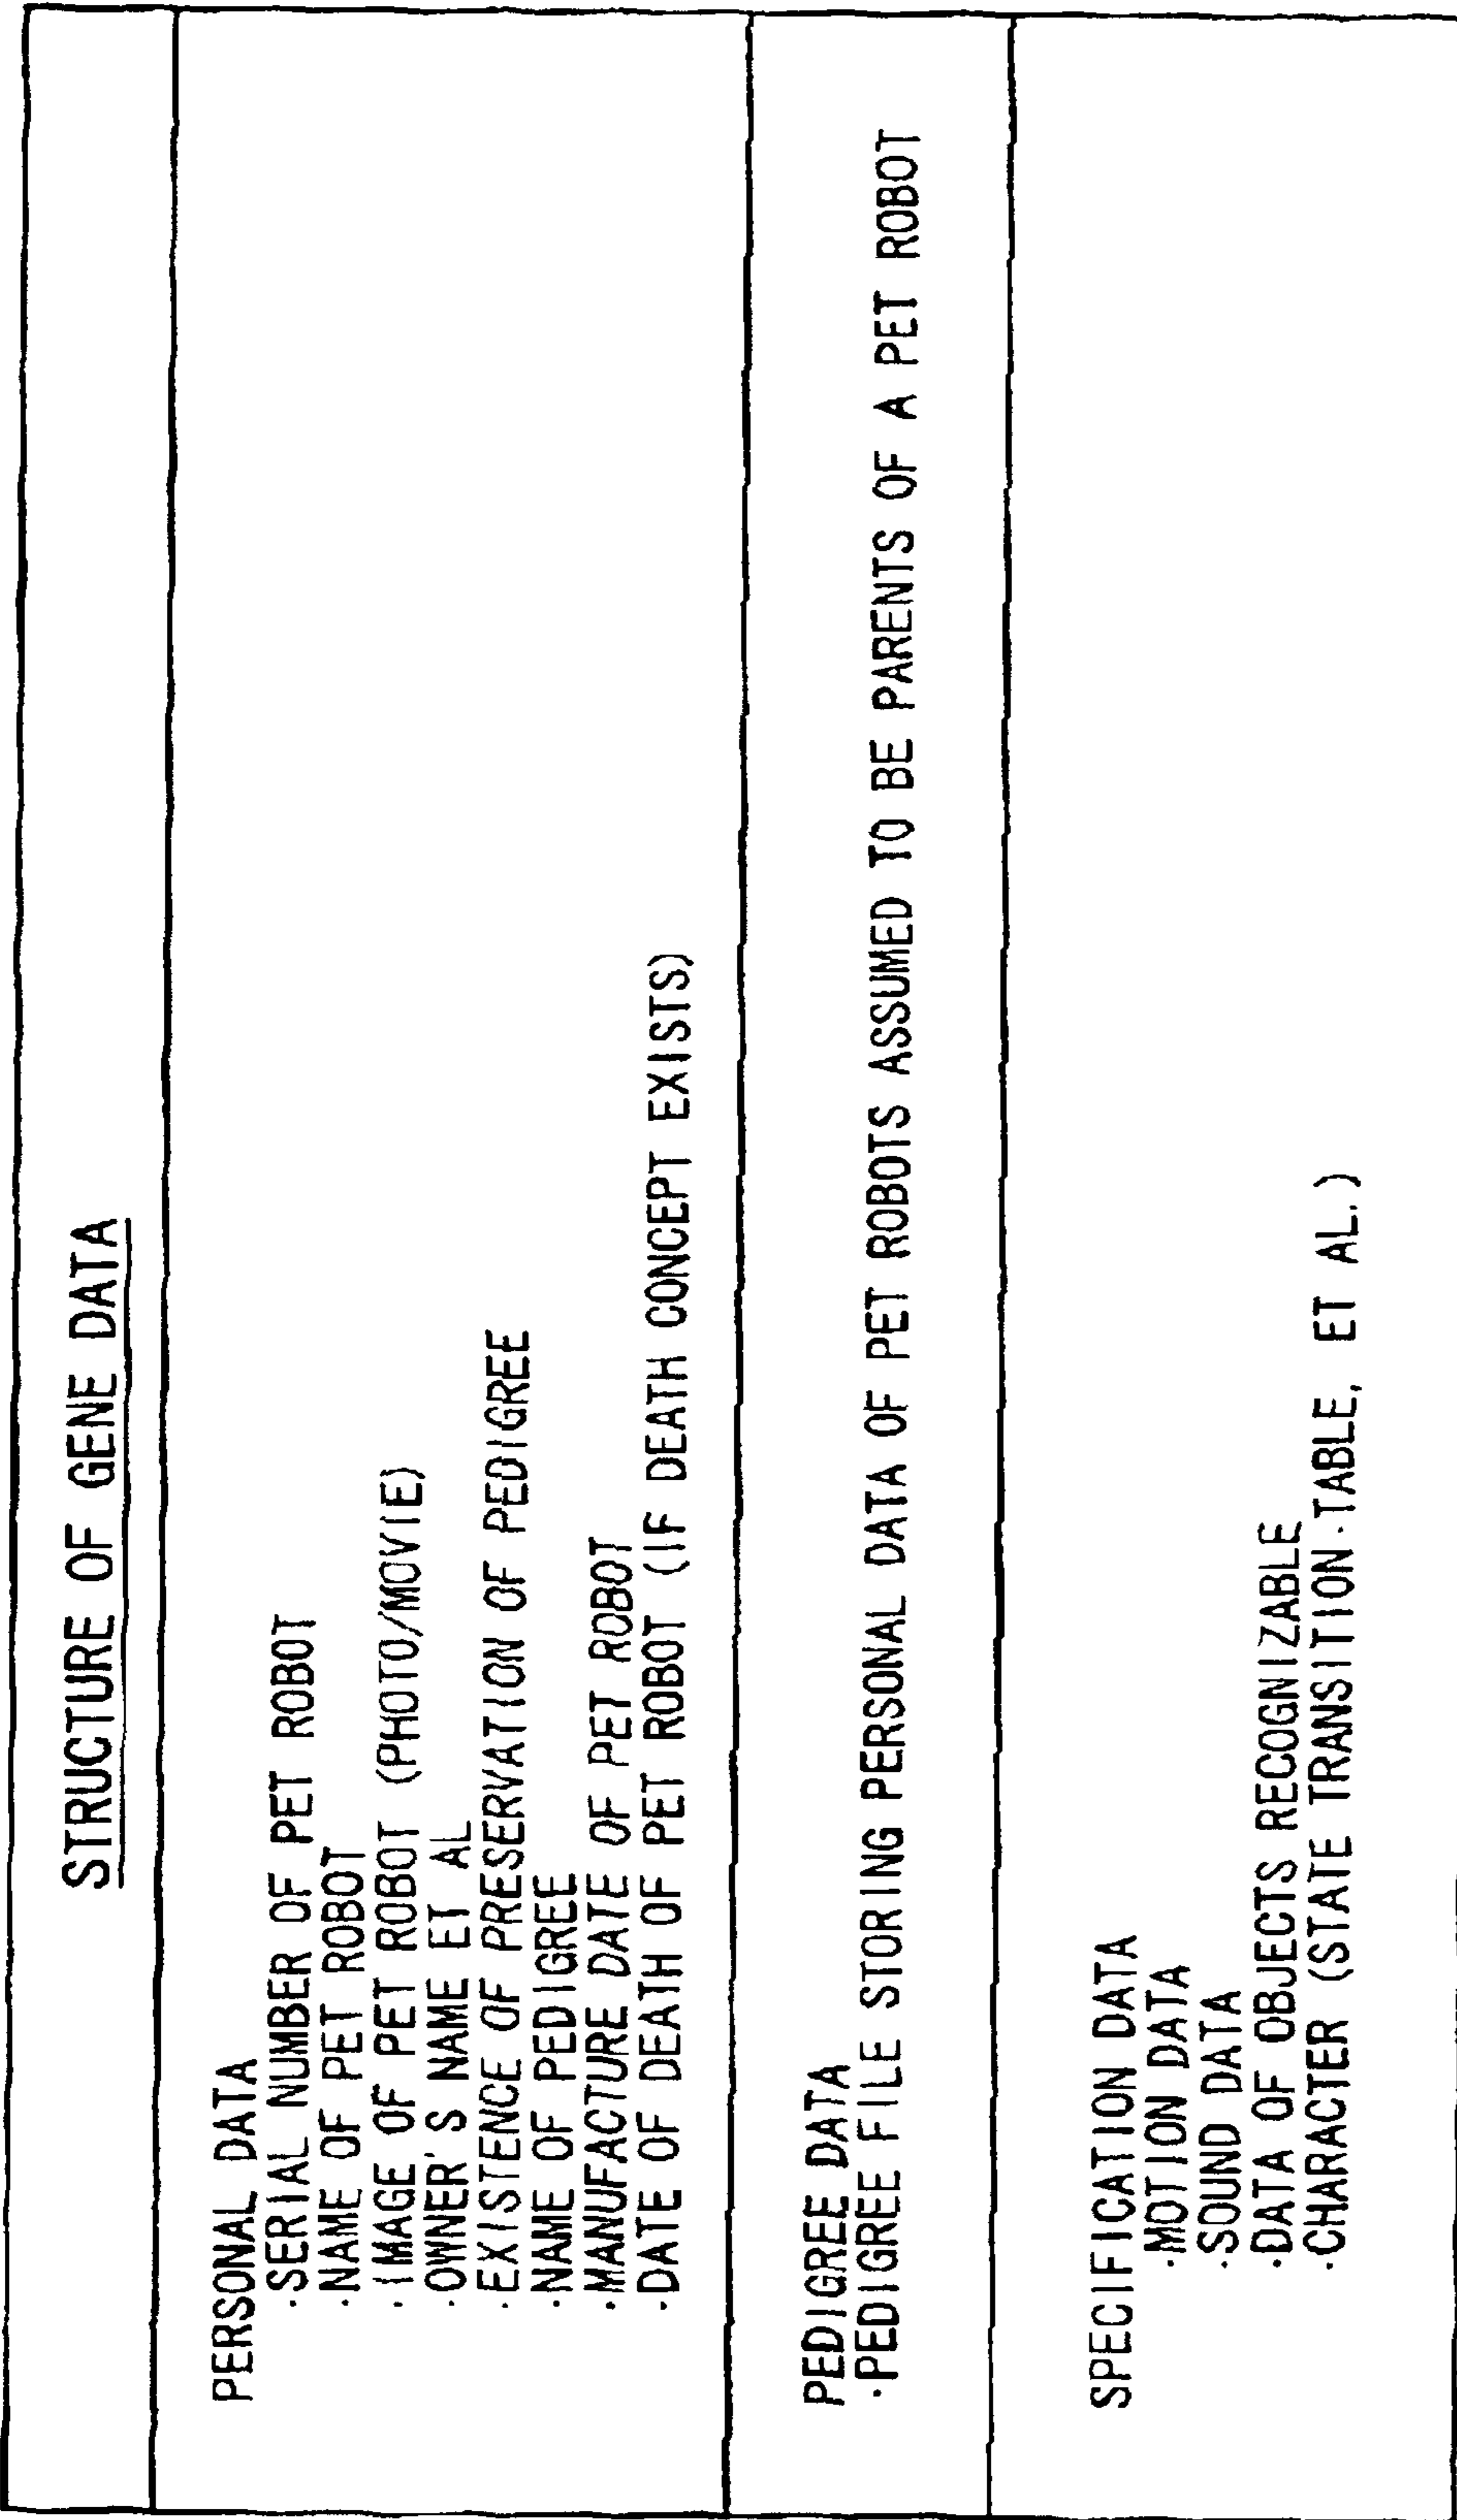 STRUCTURE OF GENE DATA
PERSONAL DATA
·SERIAL NUMBER OF PET ROBOT
·NAME OF PET ROBOT
·IMAGE OF PET ROBOT (PHOTO/MOVIE)
·OWNER'S NAME ET AL
·EXISTENCE OF PRESERVATION OF PEDIGREE
·NAME OF PEDIGREE
·MANUFACTURE DATE OF PET ROBOT
·DATE OF DEATH OF PET ROBOT (IF DEATH CONCEPT EXISTS)
PEDIGREE DATA
·PEDIGREE FILE STORING PERSONAL DATA OF PET ROBOTS ASSUMED TO BE PARENTS OF A PET ROBOT
SPECIFICATION DATA
·MOTION DATA
·SOUND DATA
·DATA OF OBJECTS RECOGNIZABLE
·CHARACTER (STATE TRANSITION·TABLE, ET AL.)